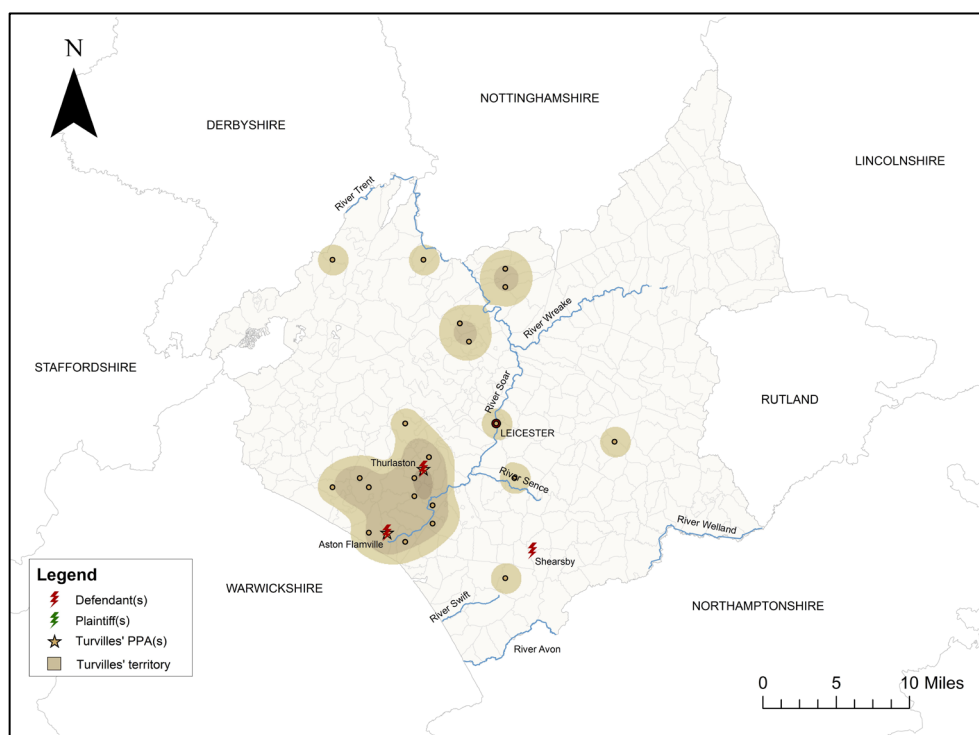 N
NOTTINGHAMSHIRE
DERBYSHIRE
LINCOLNSHIRE
River Trent
River Wreake
STAFFORDSHIRE
River Soar
RUTLAND
LEICESTER
Thurlaston
River Sence
River Welland
Aston Flamville
Shearsby
Legend
Defendant(s)
Plaintiff(s)
Turvilles' PPA(s)
Turvilles' territory
WARWICKSHIRE
River Swift
NORTHAMPTONSHIRE
River Avon
0 5 10 Miles